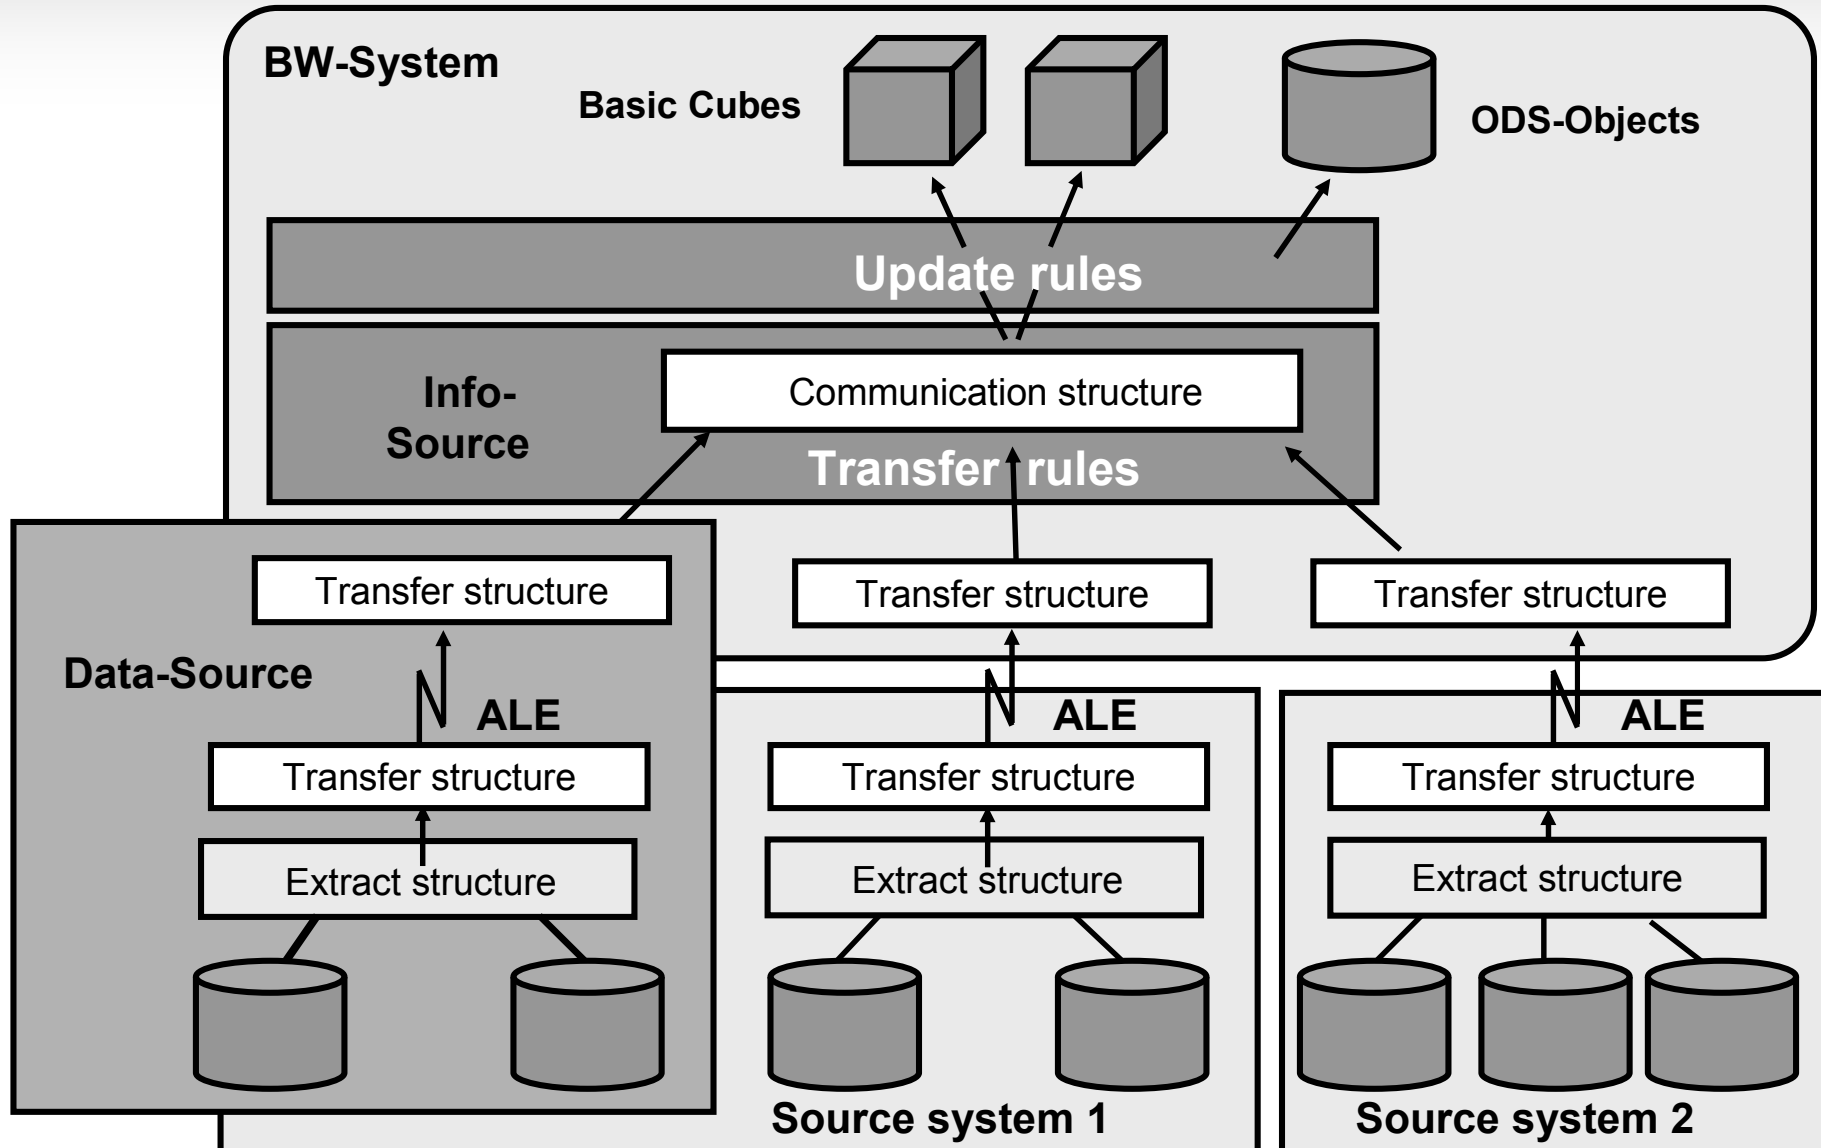 BW-System
Basic Cubes
ODS-Objects
Update rules
Info-
Source
Communication structure
Transfer rules
Transfer structure
Transfer structure
Transfer structure
Data-Source
ALE
ALE
ALE
Transfer structure
Transfer structure
Transfer structure
Extract structure
Extract structure
Extract structure
Source system 1
Source system 2